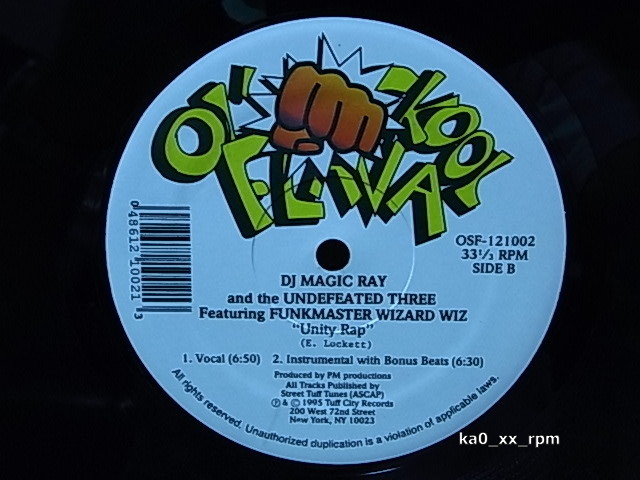 OL' SKOOL
FLAVA
0 48612 10021 3
OSF-121002
33⅓ RPM
SIDE B
DJ MAGIC RAY
and the UNDEFEATED THREE
Featuring FUNKMASTER WIZARD WIZ
"Unity Rap"
(E. Lockett)
1. Vocal (6:50) 2. Instrumental with Bonus Beats (6:30)
Produced by PM productions
All Tracks Published by
Street Tuff Tunes (ASCAP)
℗ & © 1995 Tuff City Records
200 West 72nd Street
New York, NY 10023
All rights reserved. Unauthorized duplication is a violation of applicable laws.
ka0_xx_rpm